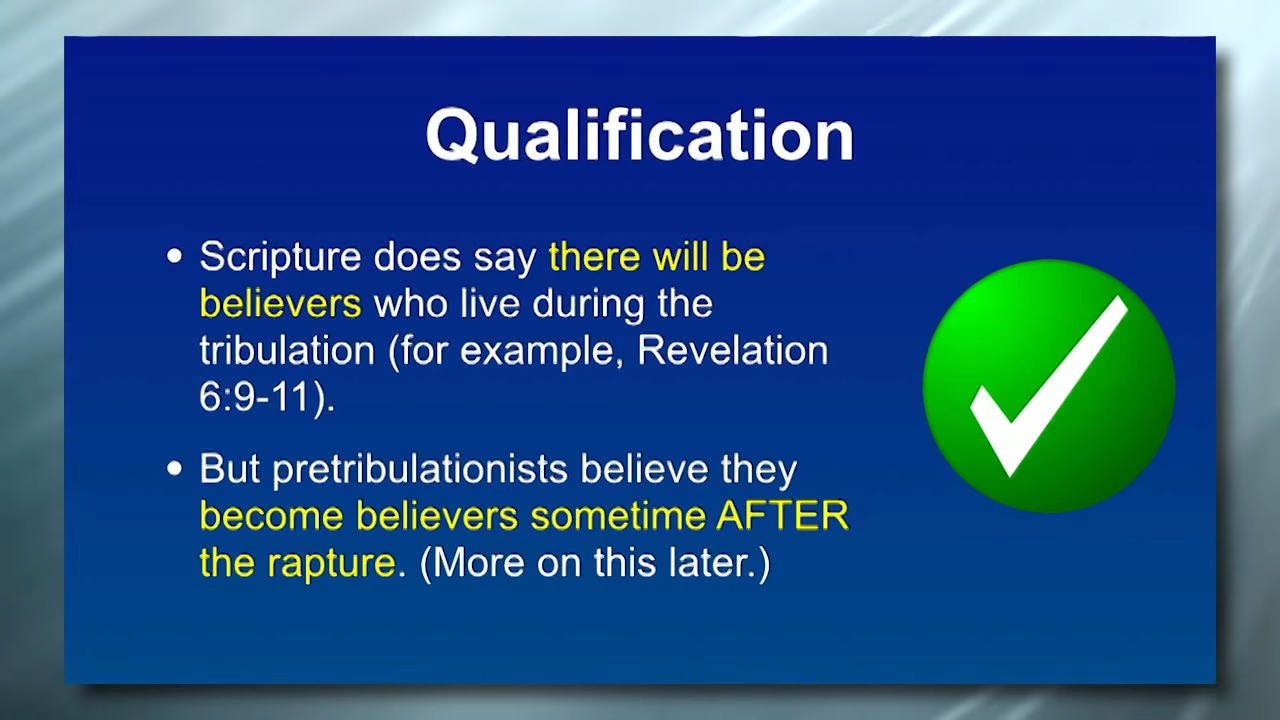 Qualification
• Scripture does say there will be
believers who live during the
tribulation (for example, Revelation
6:9-11).
• But pretribulationists believe they
become believers sometime AFTER
the rapture. (More on this later.)